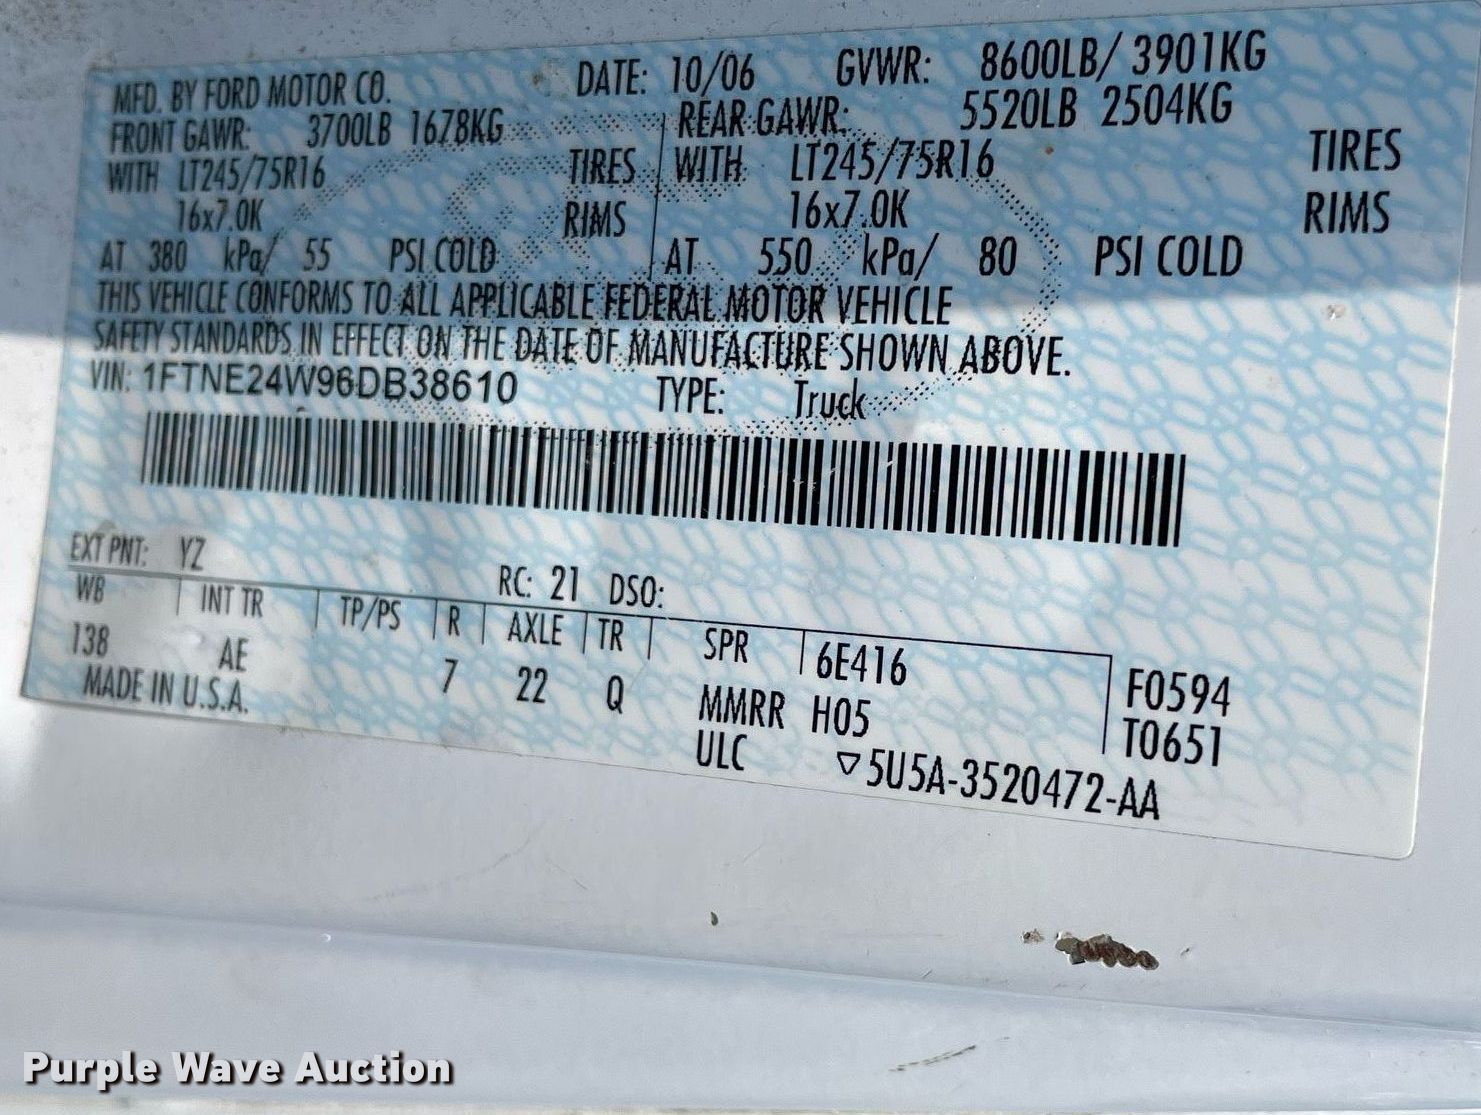 MFD. BY FORD MOTOR CO. DATE: 10/06 GVWR: 8600LB/ 3901KG
FRONT GAWR: 3700LB 1678KG REAR GAWR: 5520LB 2504KG
WITH LT245/75R16 TIRES WITH LT245/75R16 TIRES
16x7.0K RIMS 16x7.0K RIMS
AT 380 kPa/ 55 PSI COLD AT 550 kPa/ 80 PSI COLD
THIS VEHICLE CONFORMS TO ALL APPLICABLE FEDERAL MOTOR VEHICLE
SAFETY STANDARDS IN EFFECT ON THE DATE OF MANUFACTURE SHOWN ABOVE.
VIN: 1FTNE24W96DB38610 TYPE: Truck
EXT PNT: YZ RC: 21 DSO:
WB INT TR TP/PS R AXLE TR SPR 6E416 F0594
138 AE 7 22 Q MMRR H05 T0651
MADE IN U.S.A. ULC ▽5U5A-3520472-AA
Purple Wave Auction